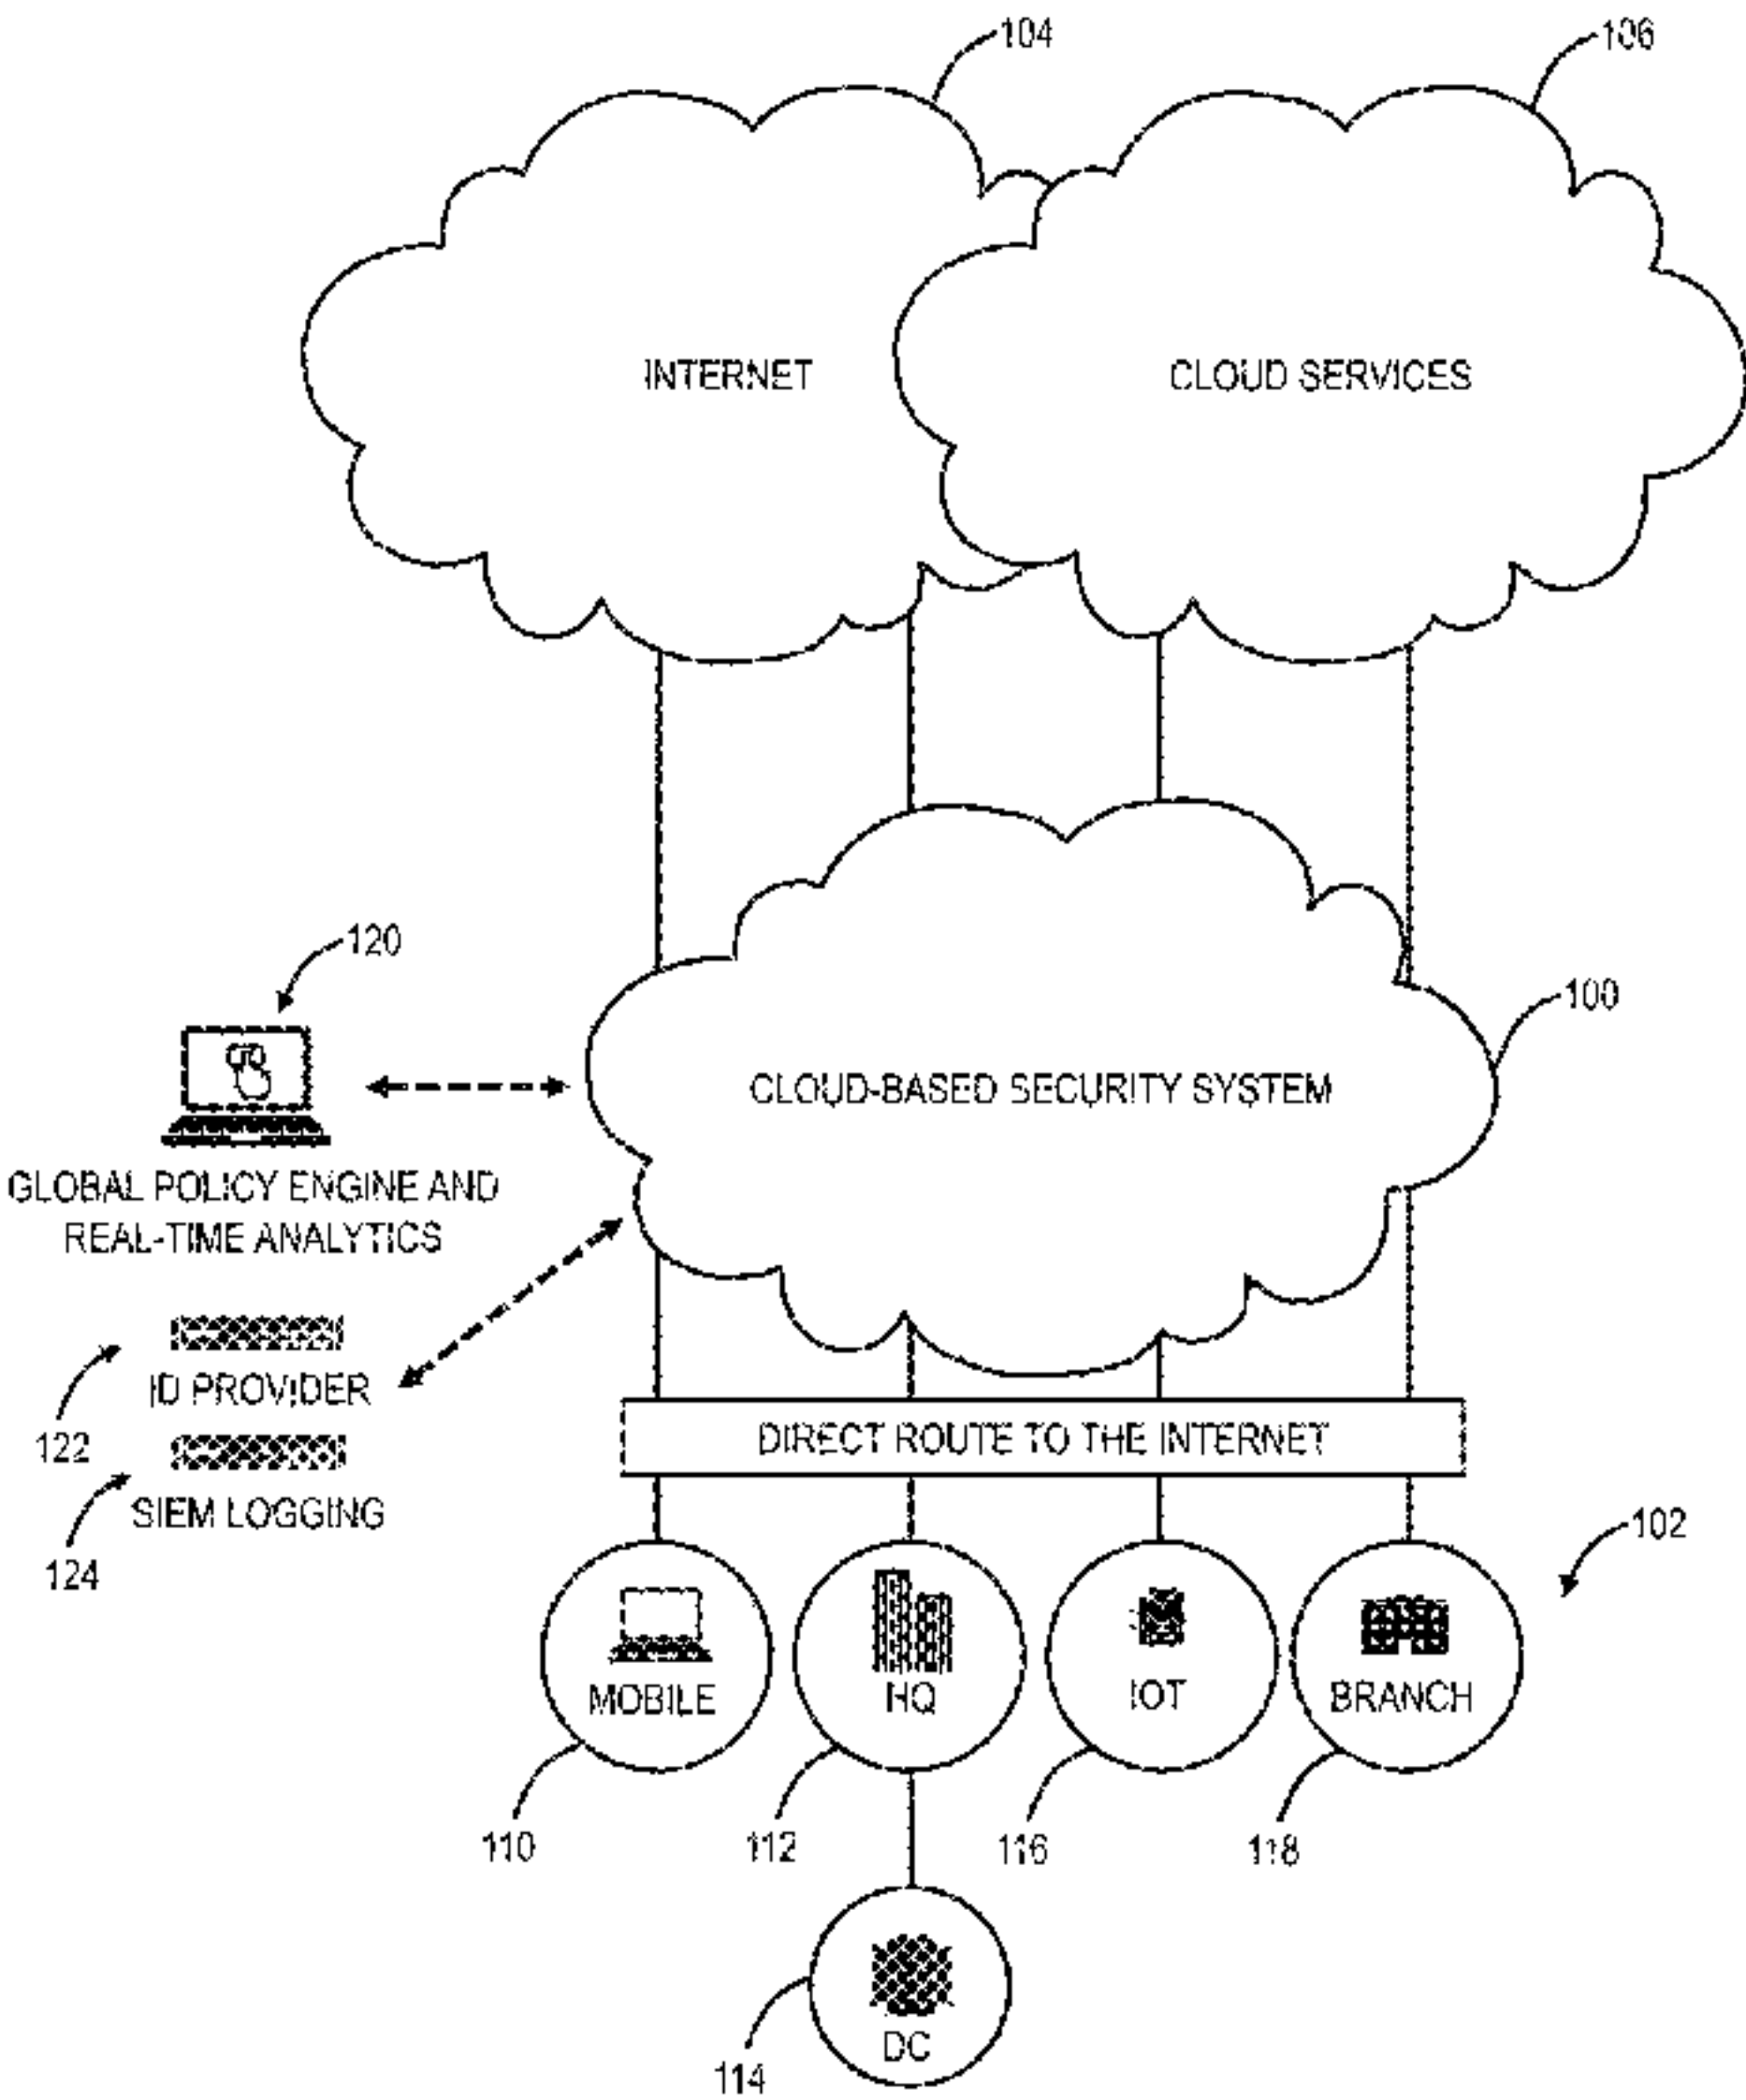 104
106
INTERNET
CLOUD SERVICES
120
100
CLOUD-BASED SECURITY SYSTEM
GLOBAL POLICY ENGINE AND
REAL-TIME ANALYTICS
ID PROVIDER
122
DIRECT ROUTE TO THE INTERNET
SIEM LOGGING
124
102
MOBILE
HQ
IOT
BRANCH
110
112
116
118
DC
114